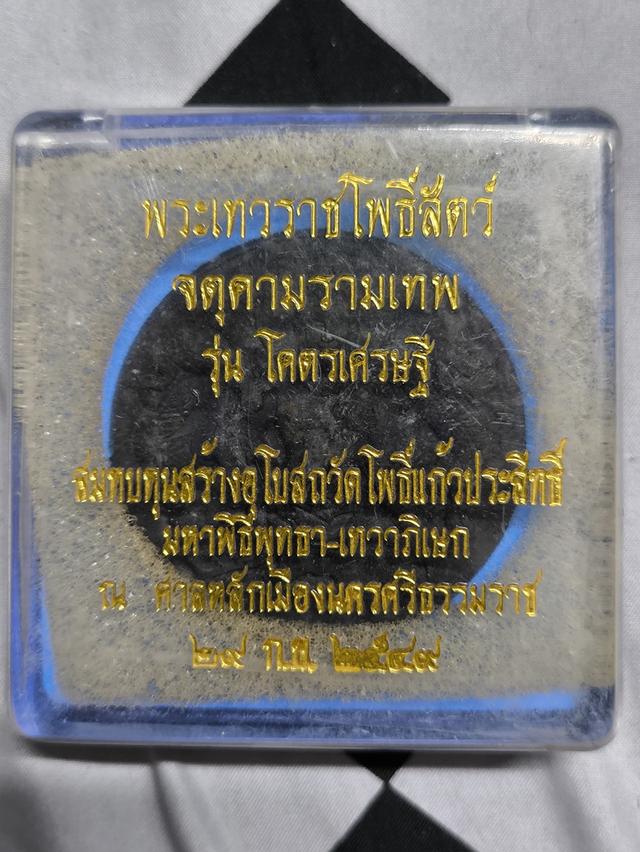 พระเทวราชโพธิ์สัตว์
จตุคามรามเทพ
รุ่น โคตรเศรษฐี
สมทบทุนสร้างอุโบสถวัดโพธิ์แก้วประสิทธิ์
มหาพิธีพุทธา-เทวาภิเษก
ณ ศาลหลักเมืองนครศรีธรรมราช
๒๙ ก.ย. ๒๕๔๙